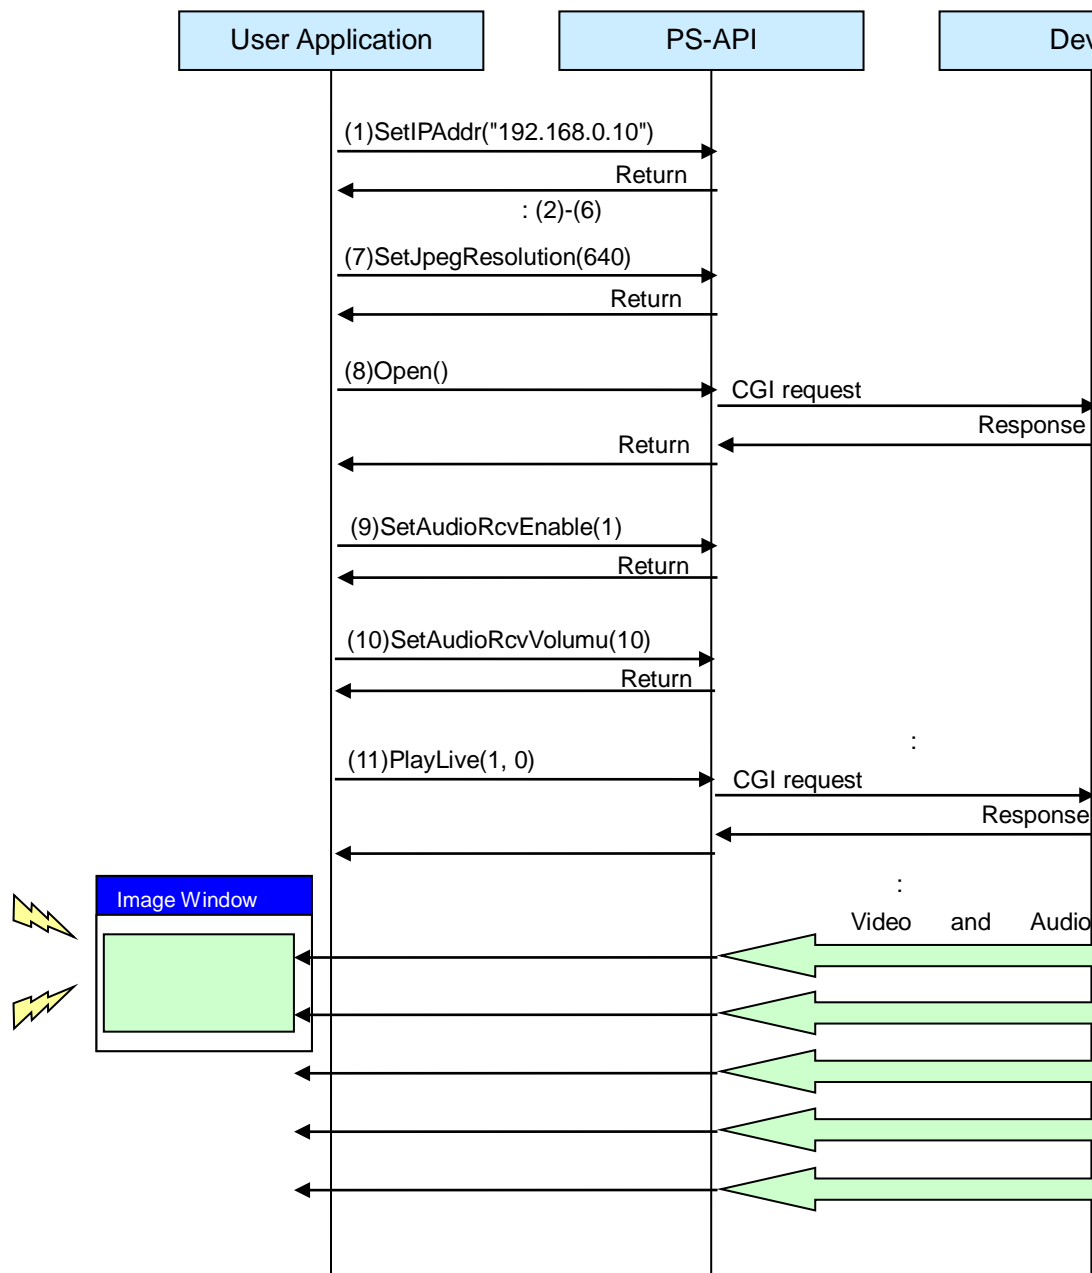 User Application
PS-API
Dev
(1)SetIPAddr("192.168.0.10")
Return
: (2)-(6)
(7)SetJpegResolution(640)
Return
(8)Open()
CGI request
Response
Return
(9)SetAudioRcvEnable(1)
Return
(10)SetAudioRcvVolumu(10)
Return
:
(11)PlayLive(1, 0)
CGI request
Response
:
Image Window
Video and Audio